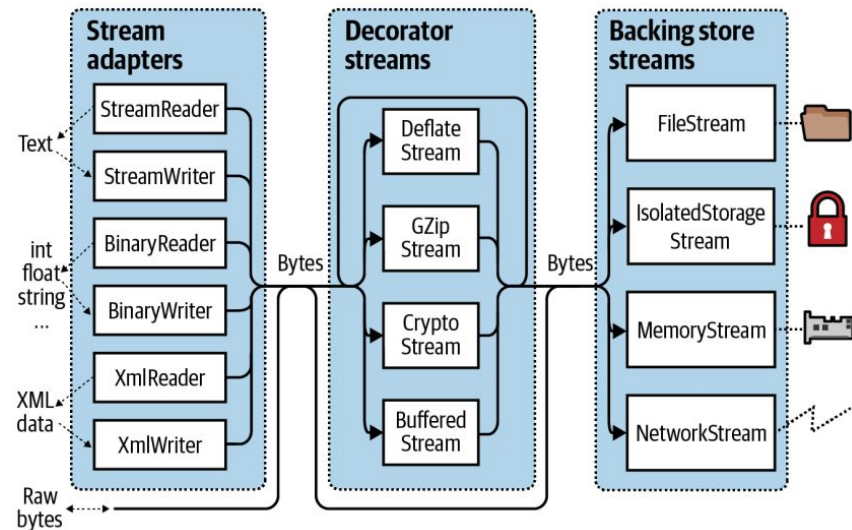 Stream
adapters
StreamReader
Text
StreamWriter
BinaryReader
int
float
string
...
BinaryWriter
XmlReader
XML
data
XmlWriter
Raw
bytes
Bytes
Decorator
streams
Deflate
Stream
GZip
Stream
Crypto
Stream
Buffered
Stream
Bytes
Backing store
streams
FileStream
IsolatedStorage
Stream
MemoryStream
NetworkStream